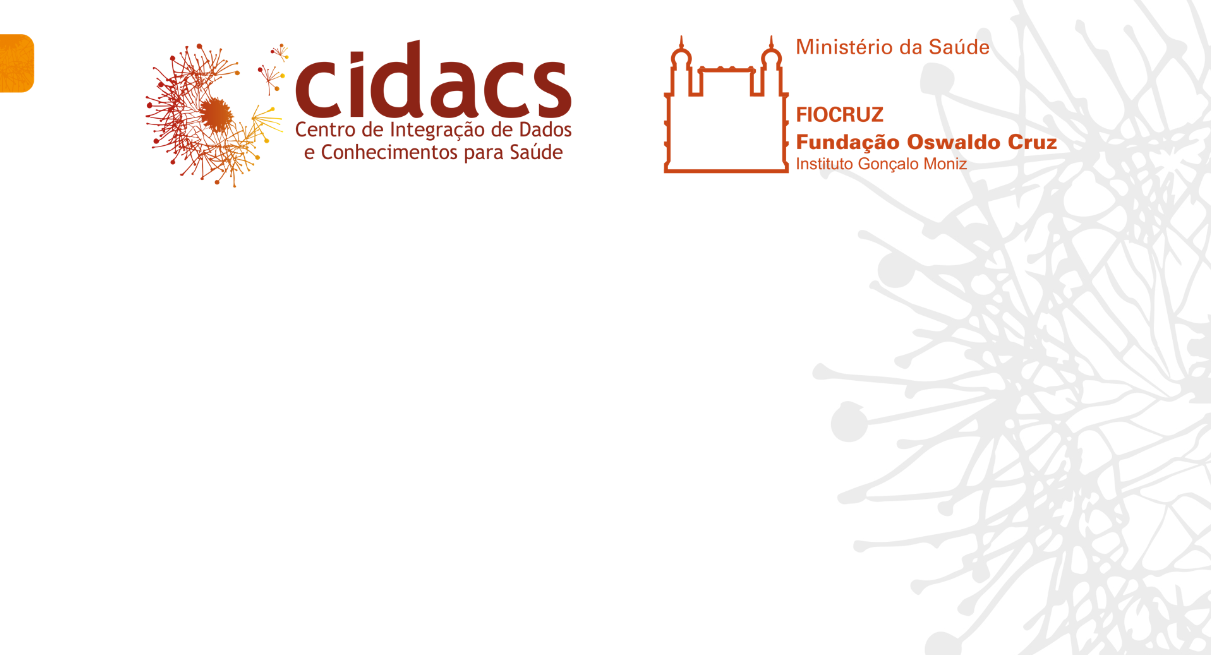 cidacs
Centro de Integração de Dados
e Conhecimentos para Saúde
Ministério da Saúde
FIOCRUZ
Fundação Oswaldo Cruz
Instituto Gonçalo Moniz